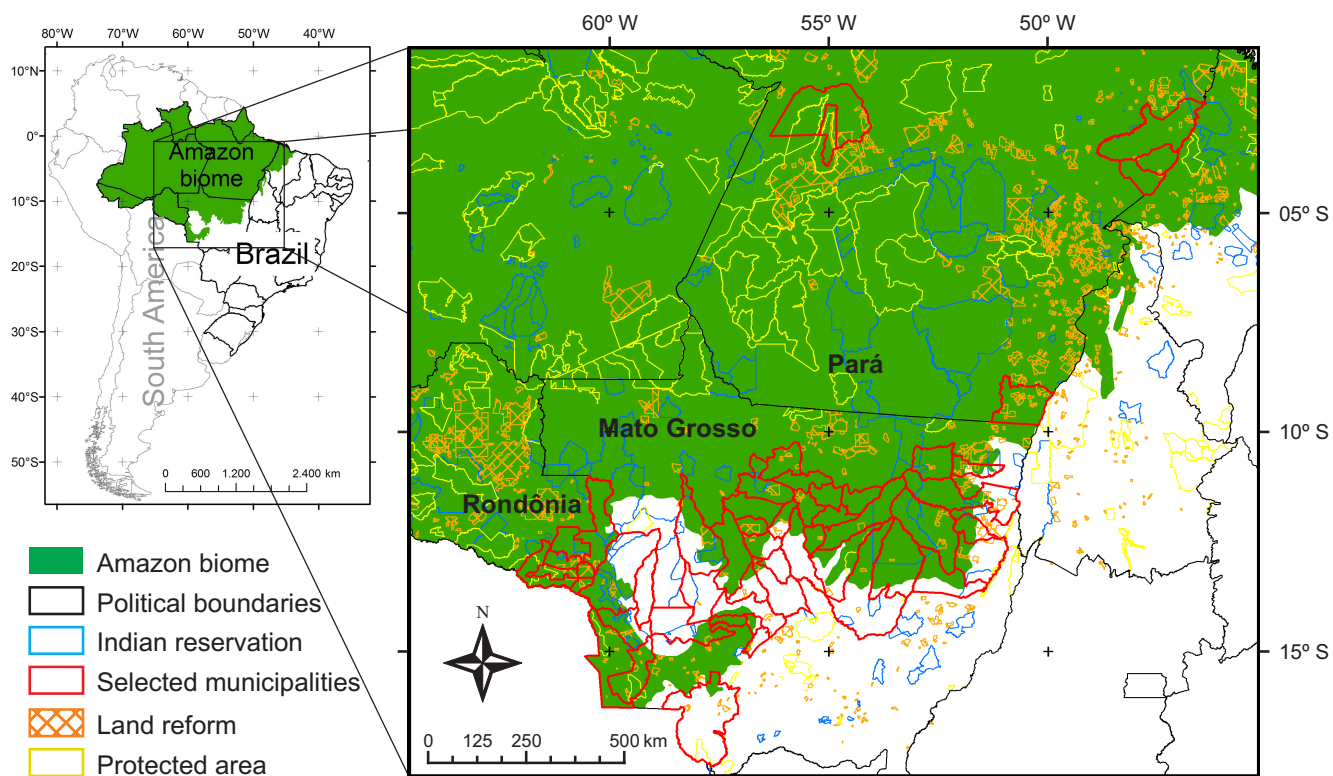 80°W 70°W 60°W 50°W 40°W
10°N
0°
10°S
20°S
30°S
40°S
50°S
Amazon
biome
Brazil
South America
0 600 1.200 2.400 km
60° W 55° W 50° W
05° S
10° S
15° S
Pará
Mato Grosso
Rondônia
N
0 125 250 500 km
Amazon biome
Political boundaries
Indian reservation
Selected municipalities
Land reform
Protected area